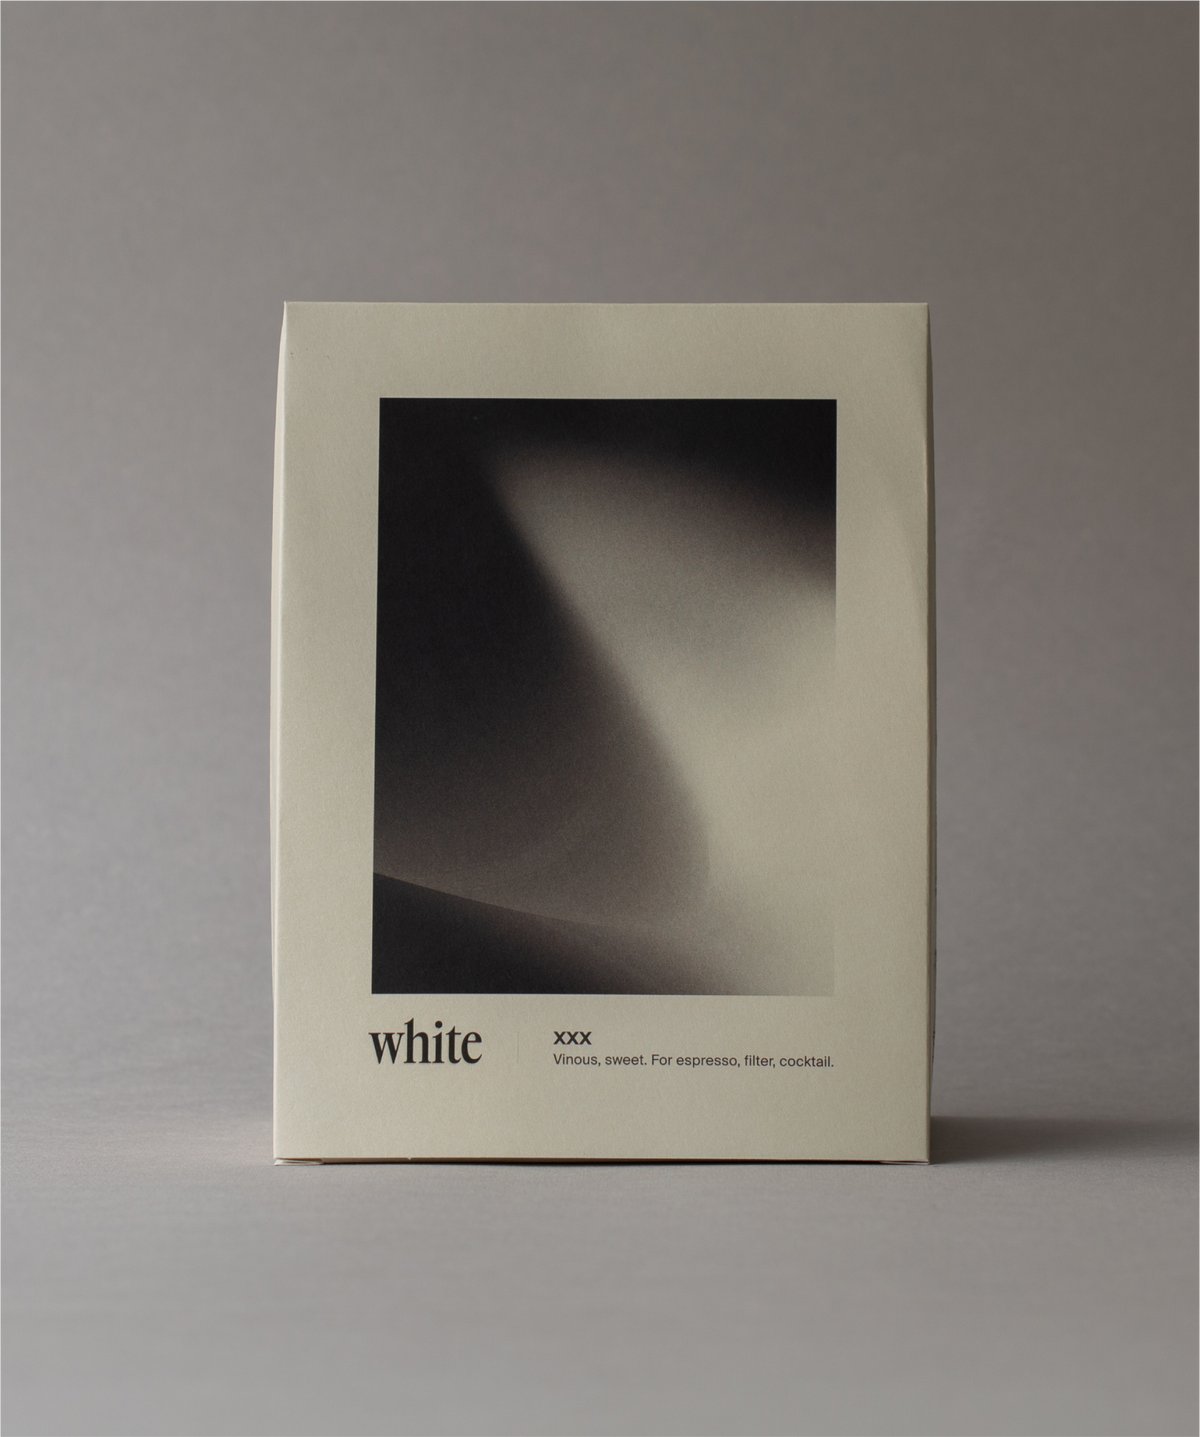 white
xxx
Vinous, sweet. For espresso, filter, cocktail.